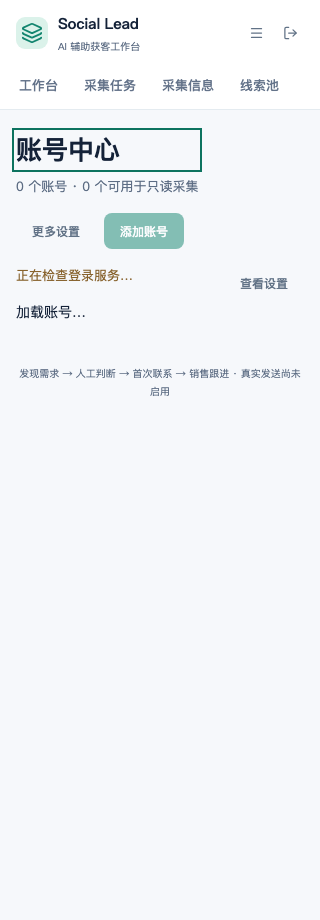 Social Lead
AI 辅助获客工作台
工作台 采集任务 采集信息 线索池
账号中心
0 个账号 · 0 个可用于只读采集
更多设置 添加账号
正在检查登录服务…
查看设置
加载账号…
发现需求 → 人工判断 → 首次联系 → 销售跟进 · 真实发送尚未
启用